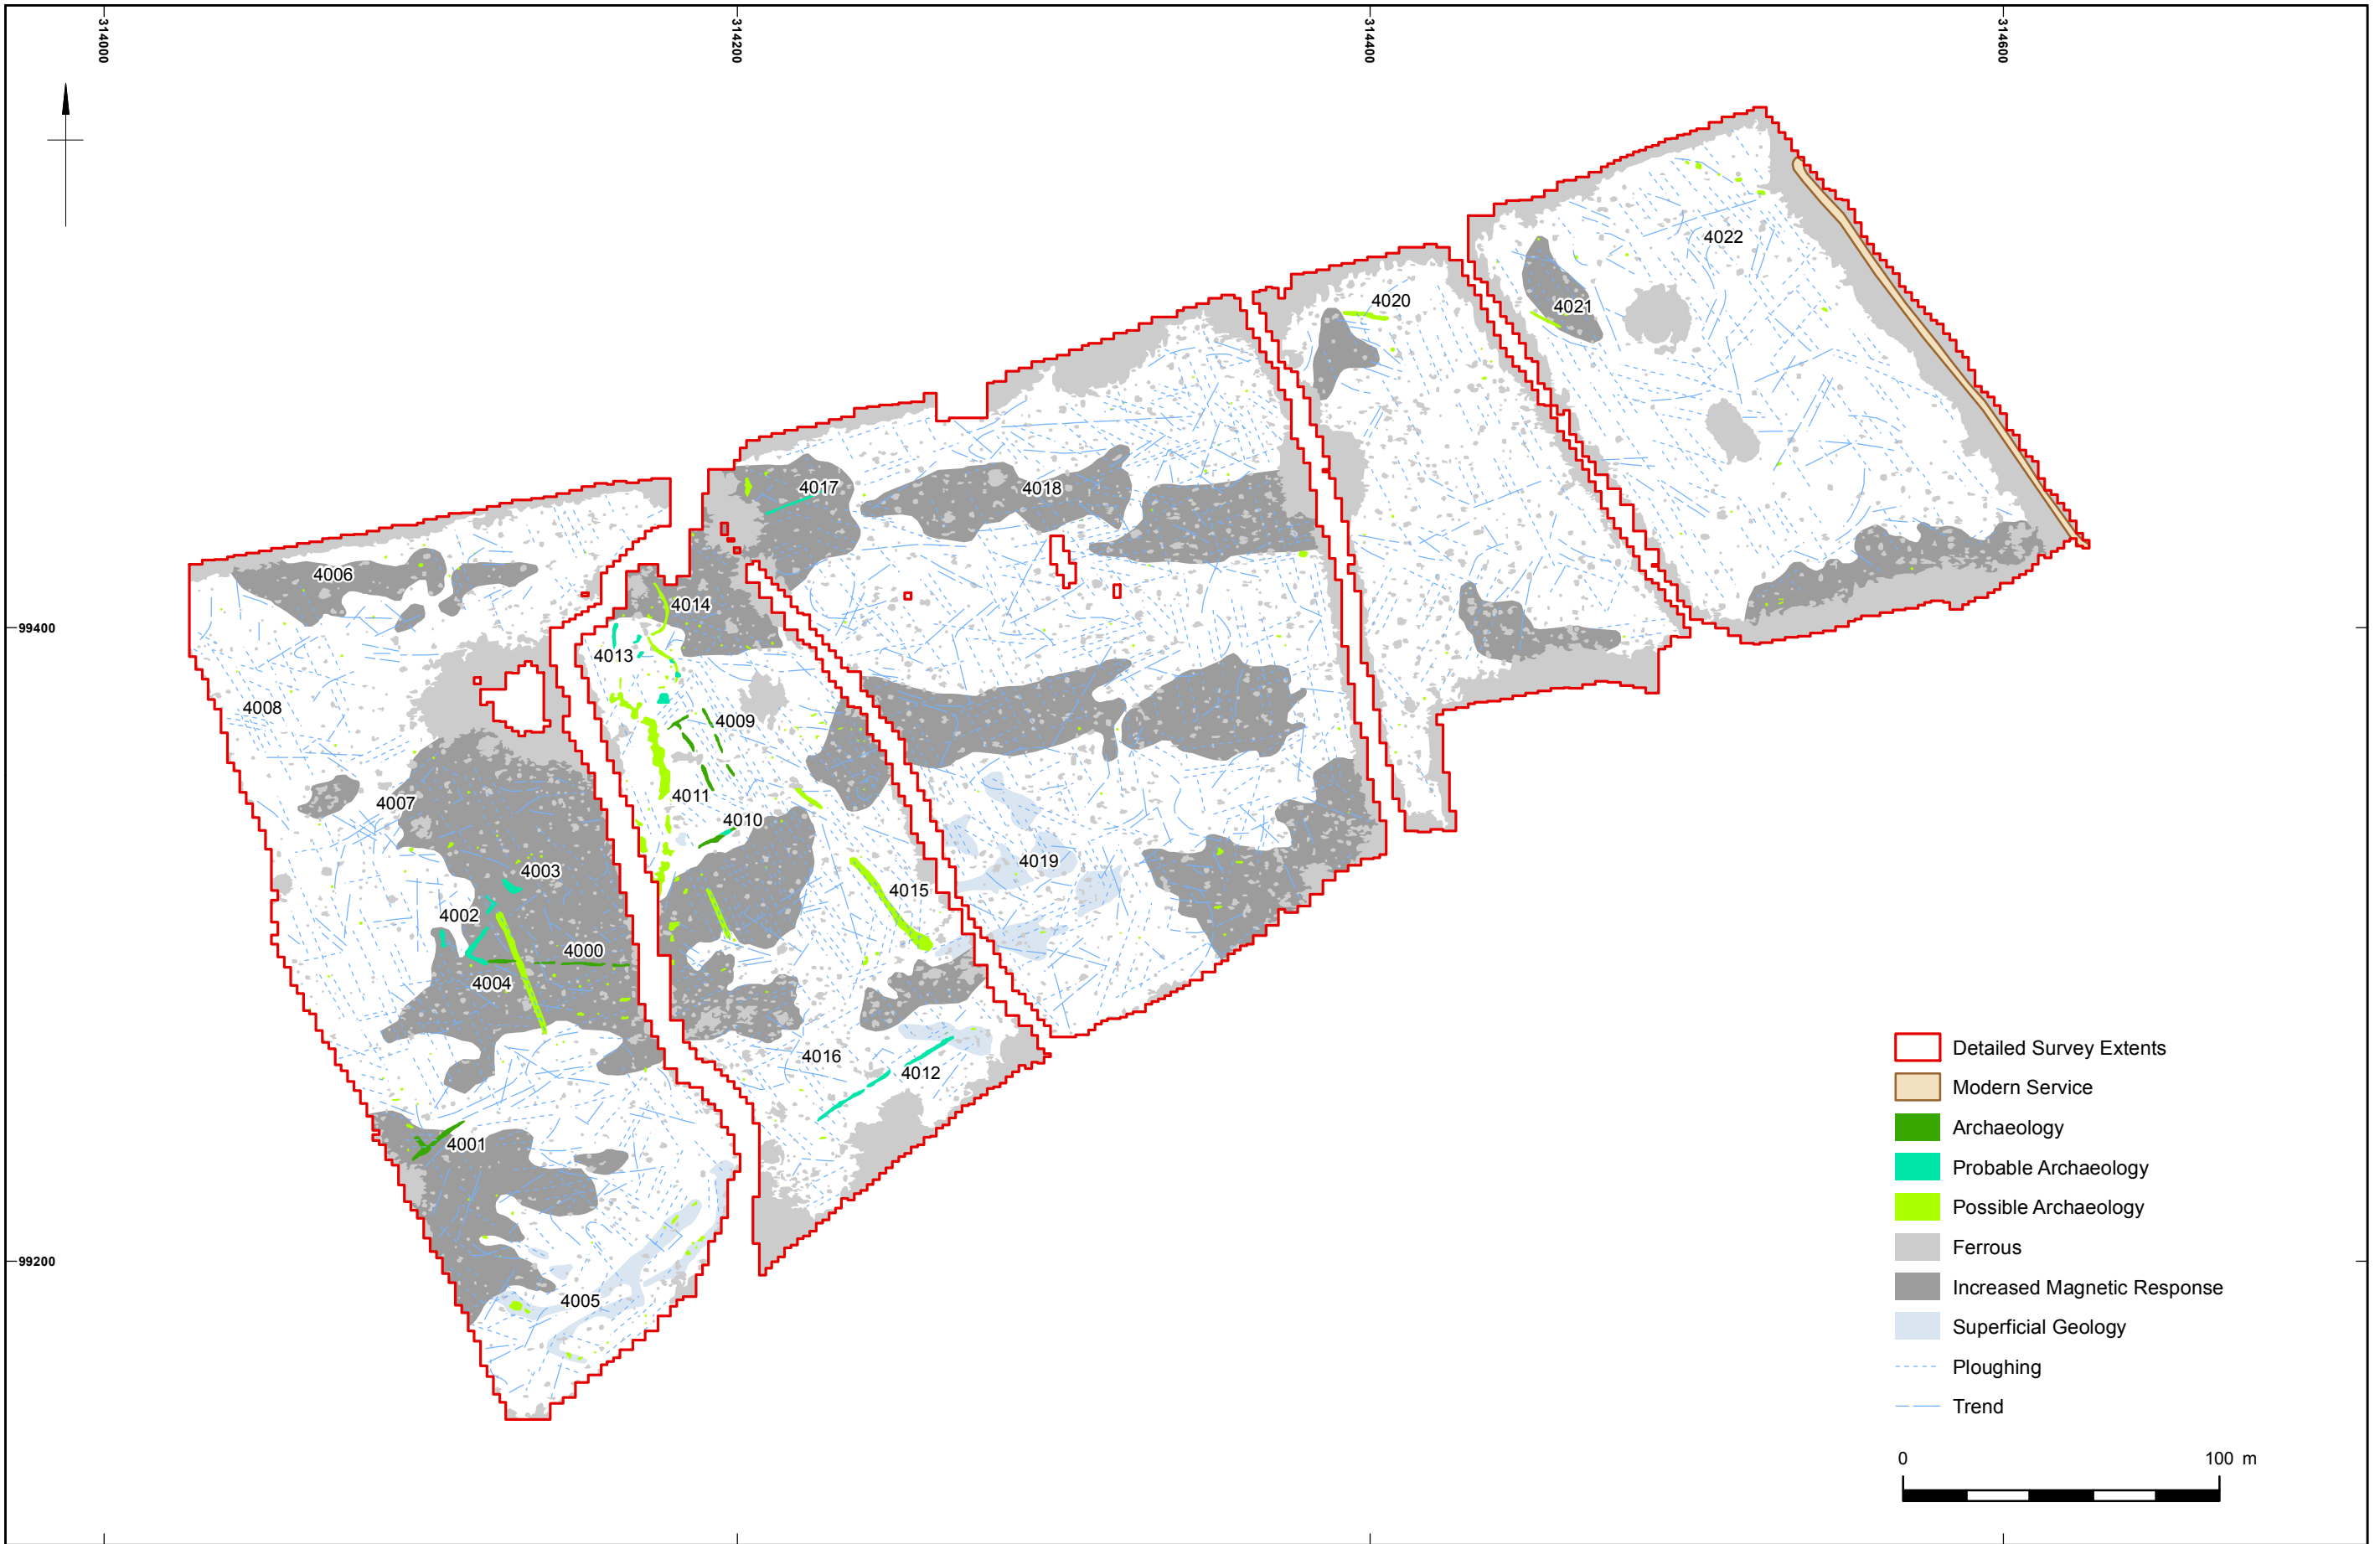 314000
314200
314400
314600
4022
4020
4021
4017
4018
4006
99400
4014
4013
4008
4009
4007
4011
4010
4003
4019
4015
4002
4000
4004
4016
4012
4001
99200
4005
Detailed Survey Extents
Modern Service
Archaeology
Probable Archaeology
Possible Archaeology
Ferrous
Increased Magnetic Response
Superficial Geology
Ploughing
Trend
0 100 m